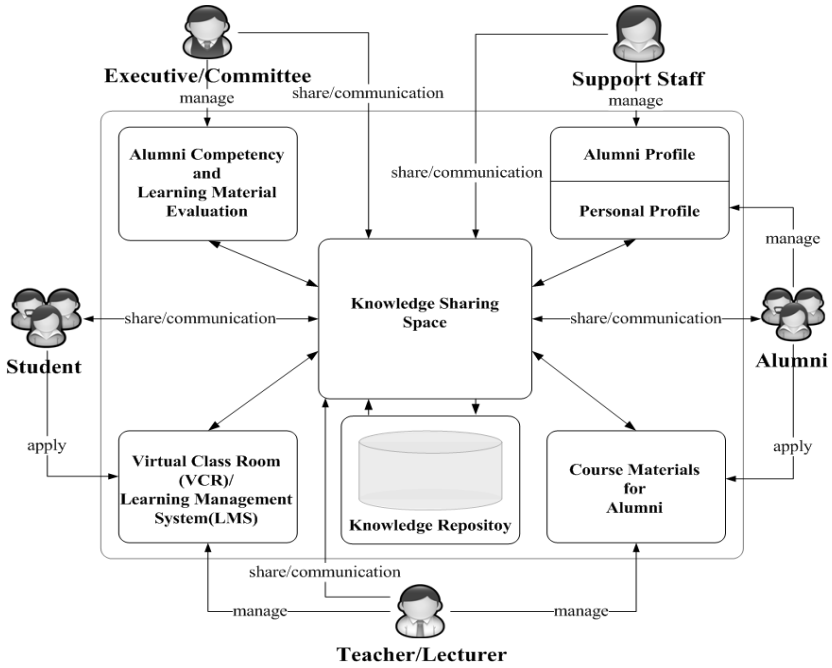 Executive/Committee
Support Staff
manage
share/communication
manage
Alumni Competency
and
Learning Material
Evaluation
share/communication
Alumni Profile
Personal Profile
manage
Knowledge Sharing
Space
share/communication
share/communication
Student
Alumni
apply
apply
Virtual Class Room
(VCR)/
Learning Management
System(LMS)
Course Materials
for
Alumni
Knowledge Repositoy
share/communication
manage
manage
Teacher/Lecturer